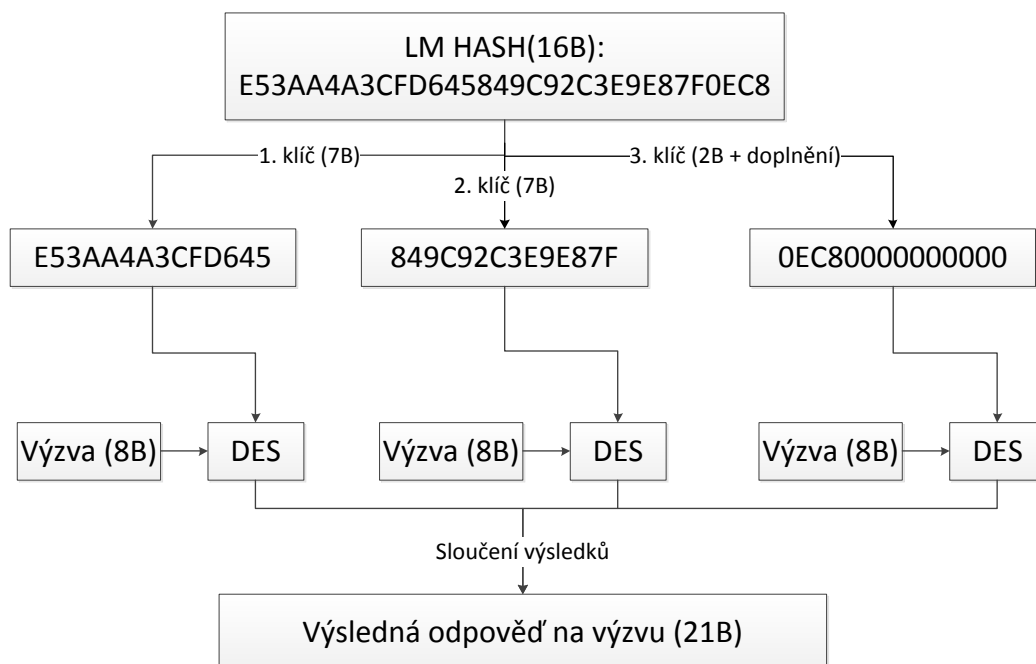 LM HASH(16B):
E53AA4A3CFD645849C92C3E9E87F0EC8
1. klíč (7B)
2. klíč (7B)
3. klíč (2B + doplnění)
E53AA4A3CFD645
849C92C3E9E87F
0EC80000000000
Výzva (8B)
DES
Výzva (8B)
DES
Výzva (8B)
DES
Sloučení výsledků
Výsledná odpověď na výzvu (21B)